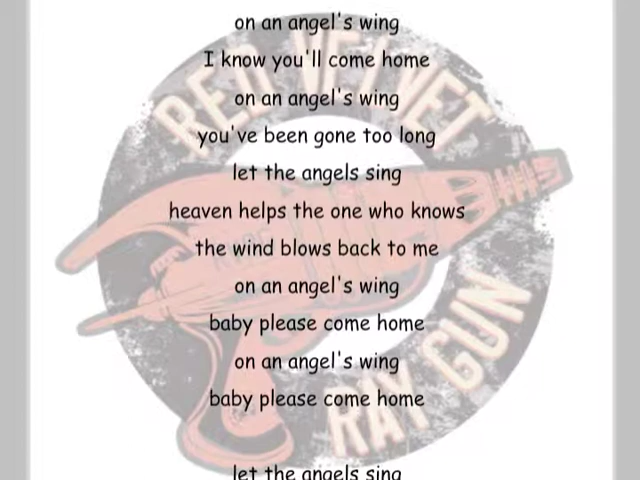 on an angel's wing
I know you'll come home
on an angel's wing
you've been gone too long
let the angels sing
heaven helps the one who knows
the wind blows back to me
on an angel's wing
baby please come home
on an angel's wing
baby please come home
let the angels sing
RED VELVET
RAY GUN